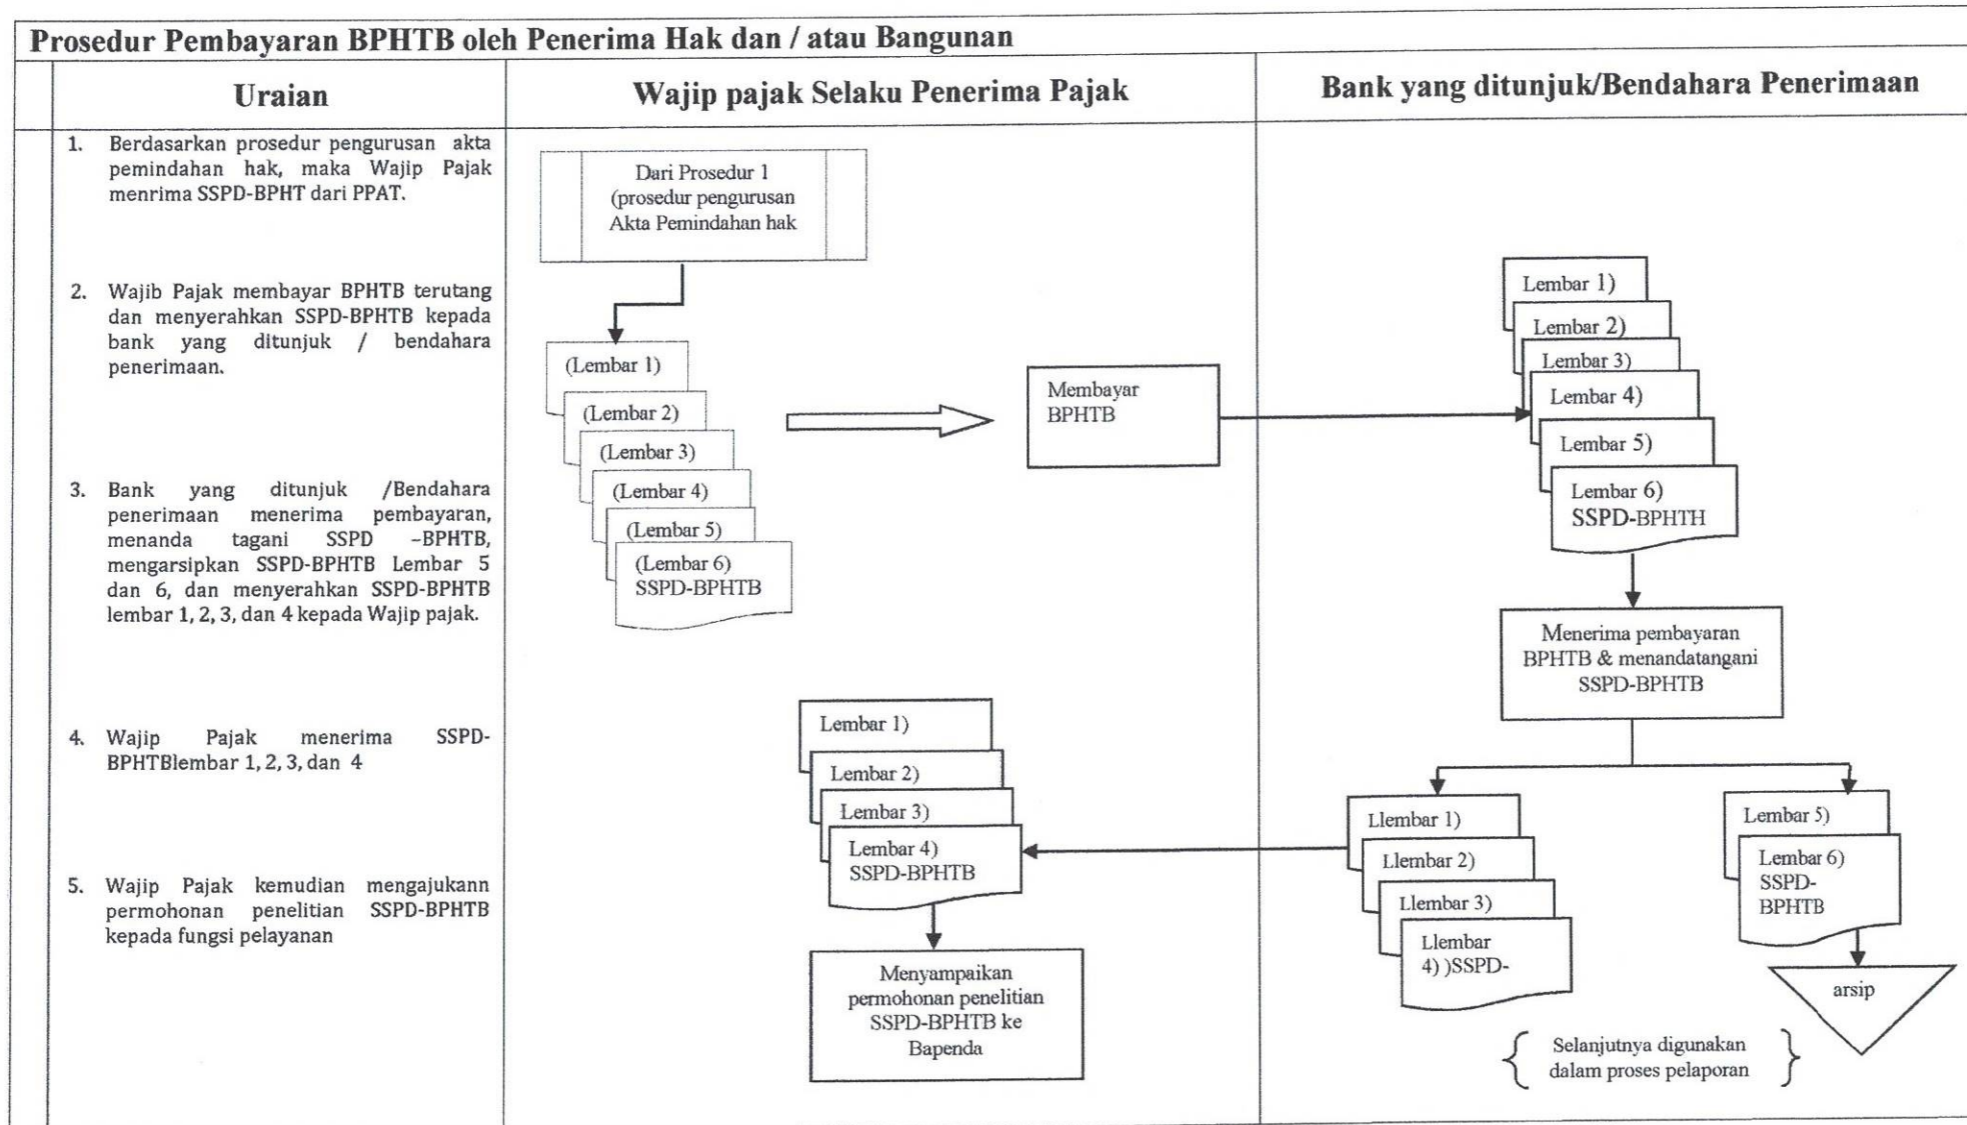 Prosedur Pembayaran BPHTB oleh Penerima Hak dan / atau Bangunan
Uraian
Wajip pajak Selaku Penerima Pajak
Bank yang ditunjuk/Bendahara Penerimaan
1. Berdasarkan prosedur pengurusan akta
pemindahan hak, maka Wajip Pajak
menrima SSPD-BPHT dari PPAT.
2. Wajib Pajak membayar BPHTB terutang
dan menyerahkan SSPD-BPHTB kepada
bank yang ditunjuk / bendahara
penerimaan.
3. Bank yang ditunjuk /Bendahara
penerimaan menerima pembayaran,
menanda tagani SSPD –BPHTB,
mengarsipkan SSPD-BPHTB Lembar 5
dan 6, dan menyerahkan SSPD-BPHTB
lembar 1, 2, 3, dan 4 kepada Wajip pajak.
4. Wajip Pajak menerima SSPD-
BPHTBlembar 1, 2, 3, dan 4
5. Wajip Pajak kemudian mengajukann
permohonan penelitian SSPD-BPHTB
kepada fungsi pelayanan
Dari Prosedur 1
(prosedur pengurusan
Akta Pemindahan hak
(Lembar 1)
(Lembar 2)
(Lembar 3)
(Lembar 4)
(Lembar 5)
(Lembar 6)
SSPD-BPHTB
Membayar
BPHTB
Lembar 1)
Lembar 2)
Lembar 3)
Lembar 4)
SSPD-BPHTB
Menyampaikan
permohonan penelitian
SSPD-BPHTB ke
Bapenda
Lembar 1)
Lembar 2)
Lembar 3)
Lembar 4)
Lembar 5)
Lembar 6)
SSPD-BPHTH
Menerima pembayaran
BPHTB & menandatangani
SSPD-BPHTB
Llembar 1)
Llembar 2)
Llembar 3)
Llembar
4) )SSPD-
Lembar 5)
Lembar 6)
SSPD-
BPHTB
arsip
Selanjutnya digunakan
dalam proses pelaporan